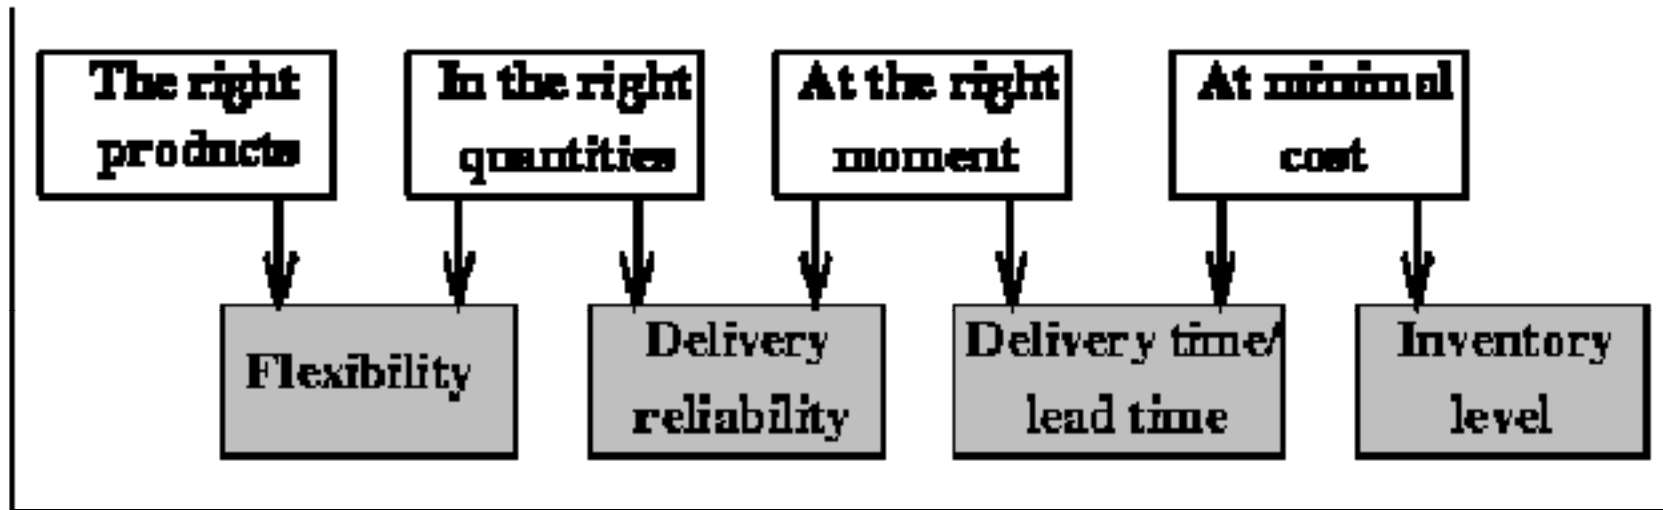 The right
products
In the right
quantities
At the right
moment
At minimal
cost
Flexibility
Delivery
reliability
Delivery time/
lead time
Inventory
level